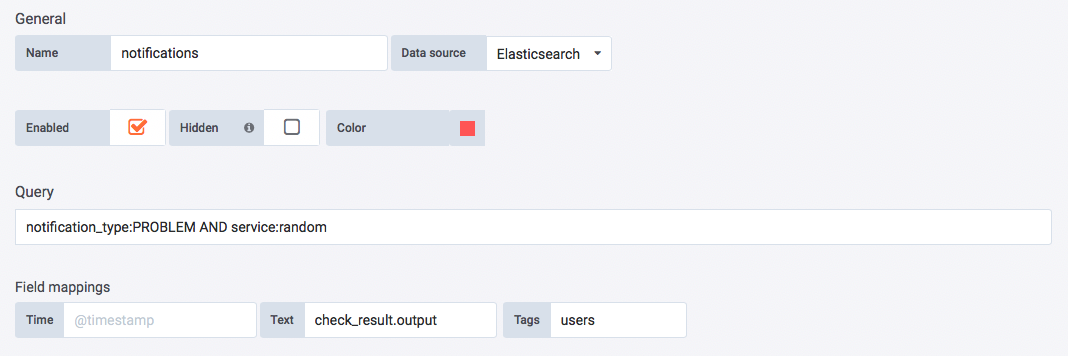 General
Name notifications Data source Elasticsearch
Enabled Hidden Color
Query
notification_type:PROBLEM AND service:random
Field mappings
Time @timestamp Text check_result.output Tags users